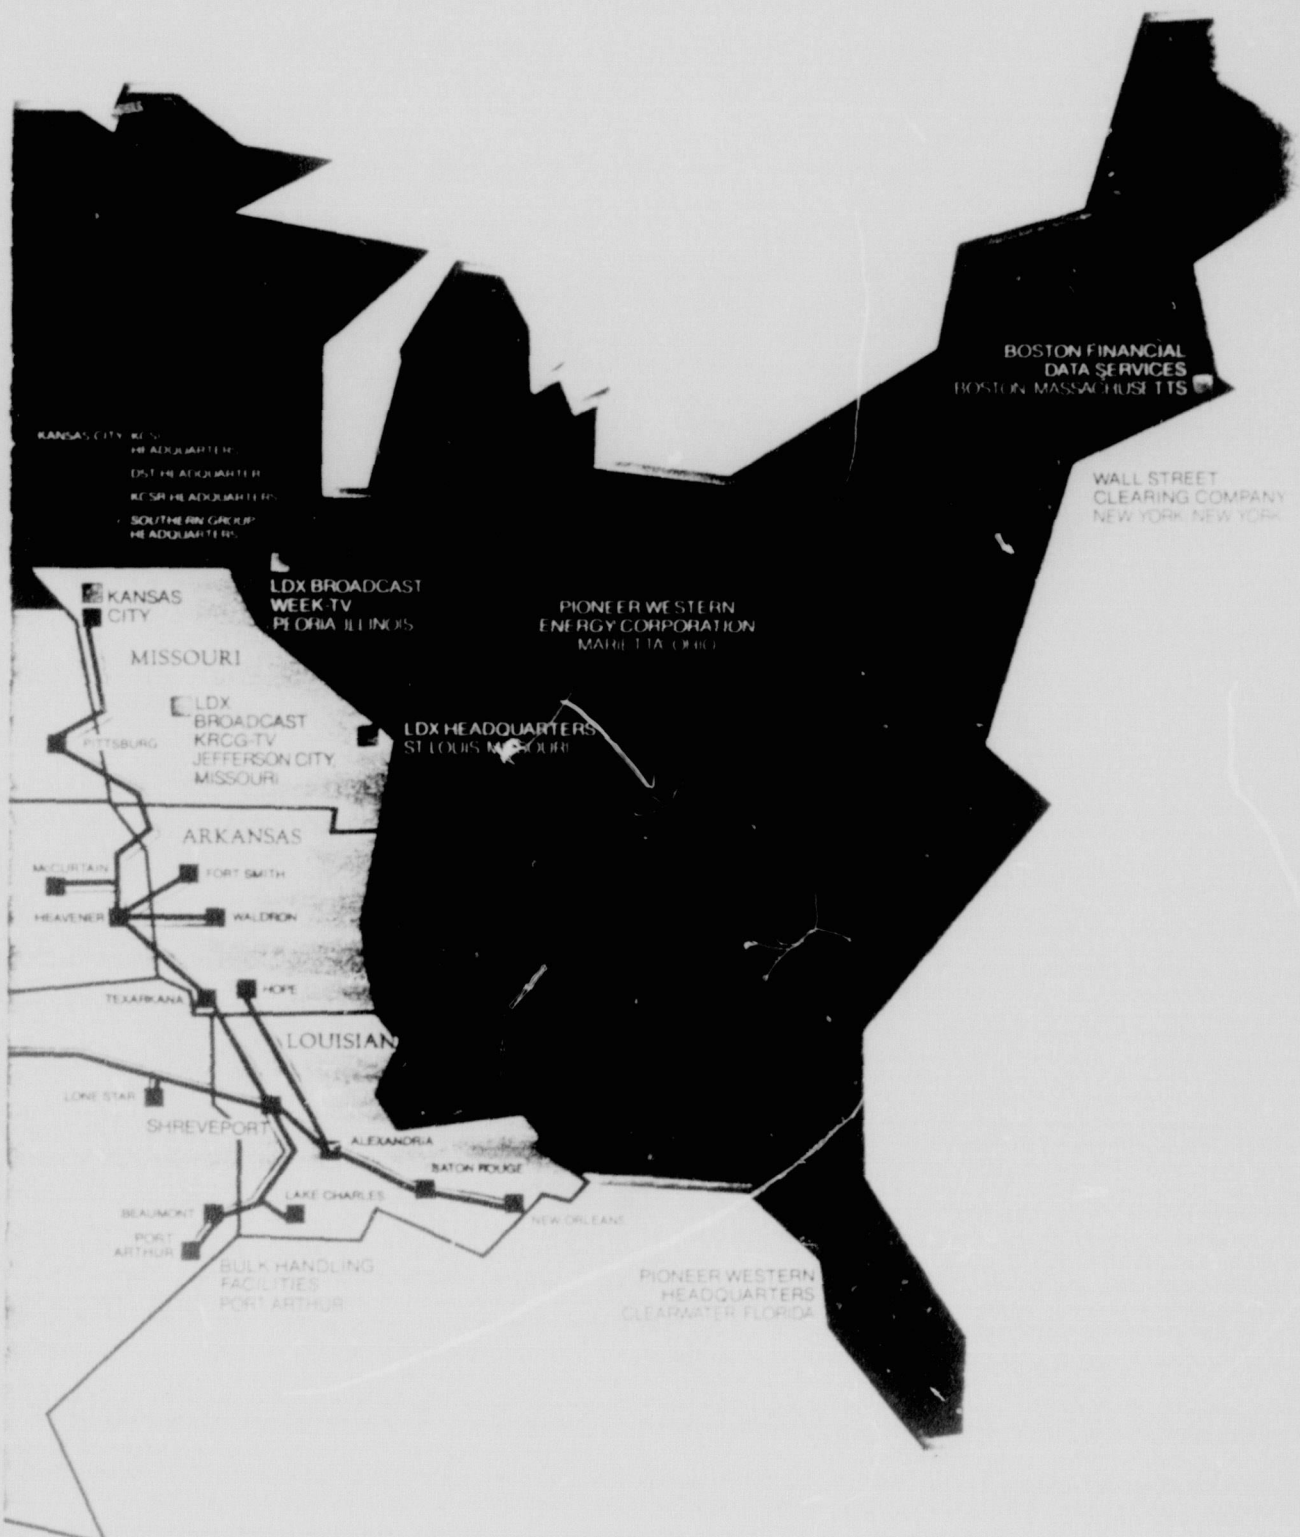 KANSAS CITY KCSI
HEADQUARTERS
DST HEADQUARTERS
KCSR HEADQUARTERS
SOUTHERN GROUP
HEADQUARTERS
BOSTON FINANCIAL
DATA SERVICES
BOSTON, MASSACHUSETTS
WALL STREET
CLEARING COMPANY
NEW YORK, NEW YORK
LDX BROADCAST
WEEK-TV
PEORIA ILLINOIS
PIONEER WESTERN
ENERGY CORPORATION
MARIETTA, OHIO
KANSAS
CITY
MISSOURI
LDX
BROADCAST
KRCG-TV
JEFFERSON CITY,
MISSOURI
LDX HEADQUARTERS
ST LOUIS MISSOURI
PITTSBURG
ARKANSAS
McCURTAIN
FORT SMITH
HEAVENER
WALDRON
TEXARKANA
HOPE
LOUISIAN
LONE STAR
SHREVEPORT
ALEXANDRIA
BATON ROUGE
LAKE CHARLES
BEAUMONT
NEW ORLEANS
PORT
ARTHUR
BULK HANDLING
FACILITIES
PORT ARTHUR
PIONEER WESTERN
HEADQUARTERS
CLEARWATER, FLORIDA